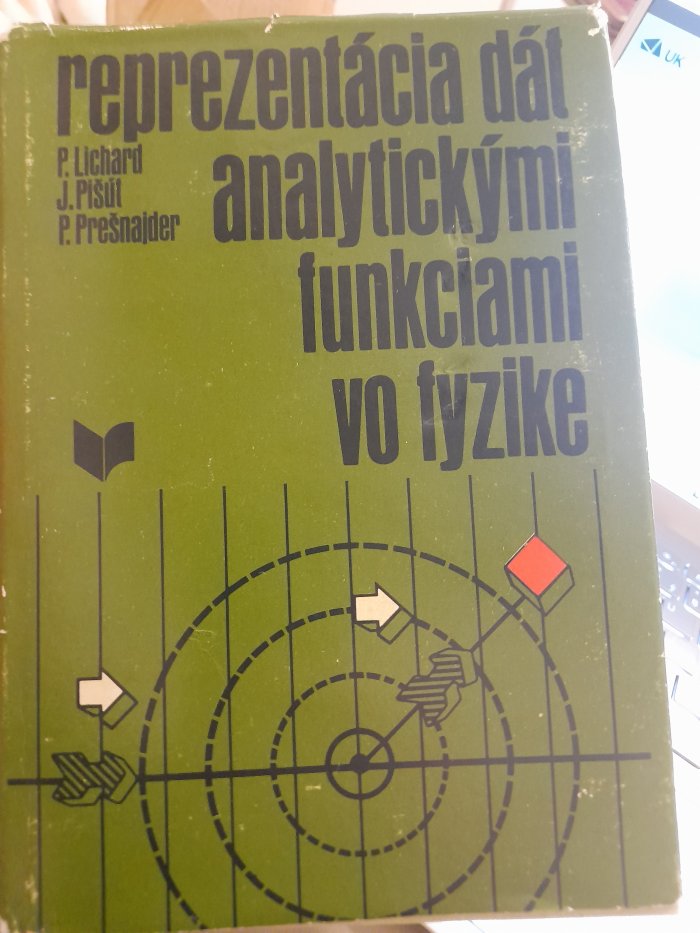 reprezentácia dát
P. Lichard
J. Pišút
P. Prešnajder
analytickými
funkciami
vo fyzike
UK